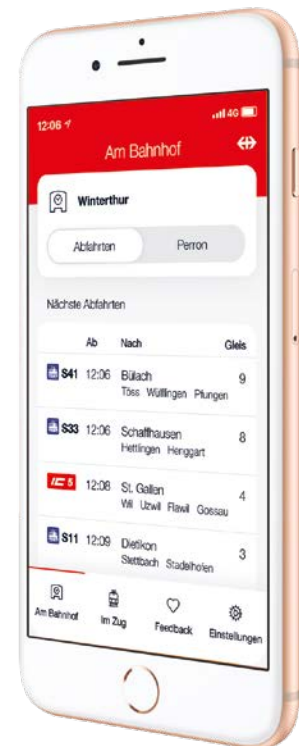 12:06 4G
Am Bahnhof
Winterthur
Abfahrten Perron
Nächste Abfahrten
Ab Nach Gleis
S41 12:06 Bülach 9
Töss Wülflingen Pfungen
S33 12:06 Schaffhausen 8
Hettlingen Henggart
IC 5 12:08 St. Gallen 4
Wil Uzwil Flawil Gossau
S11 12:09 Dietikon 3
Stettbach Stadelhofen
Am Bahnhof Im Zug Feedback Einstellungen